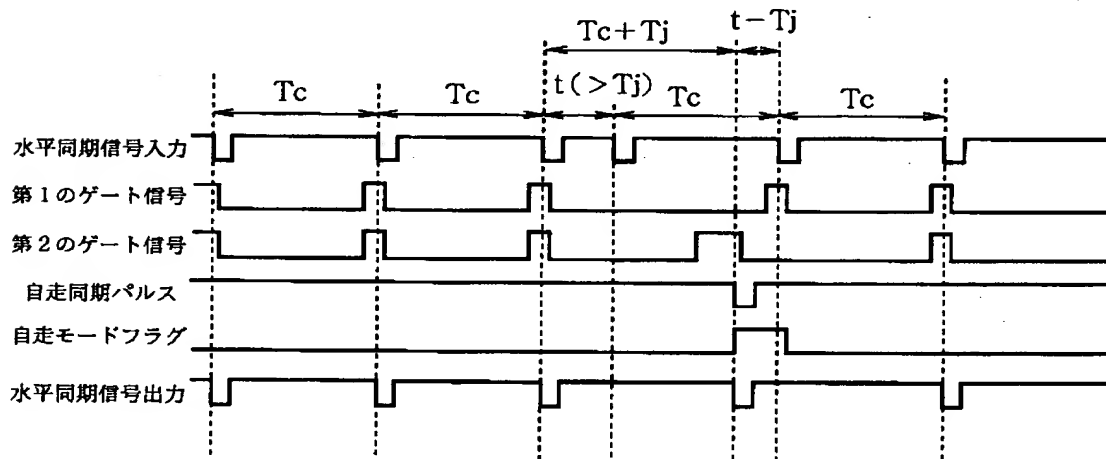 Tc+Tj
t-Tj
Tc
Tc
t(>Tj)
Tc
Tc
水平同期信号入力
第1のゲート信号
第2のゲート信号
自走同期パルス
自走モードフラグ
水平同期信号出力